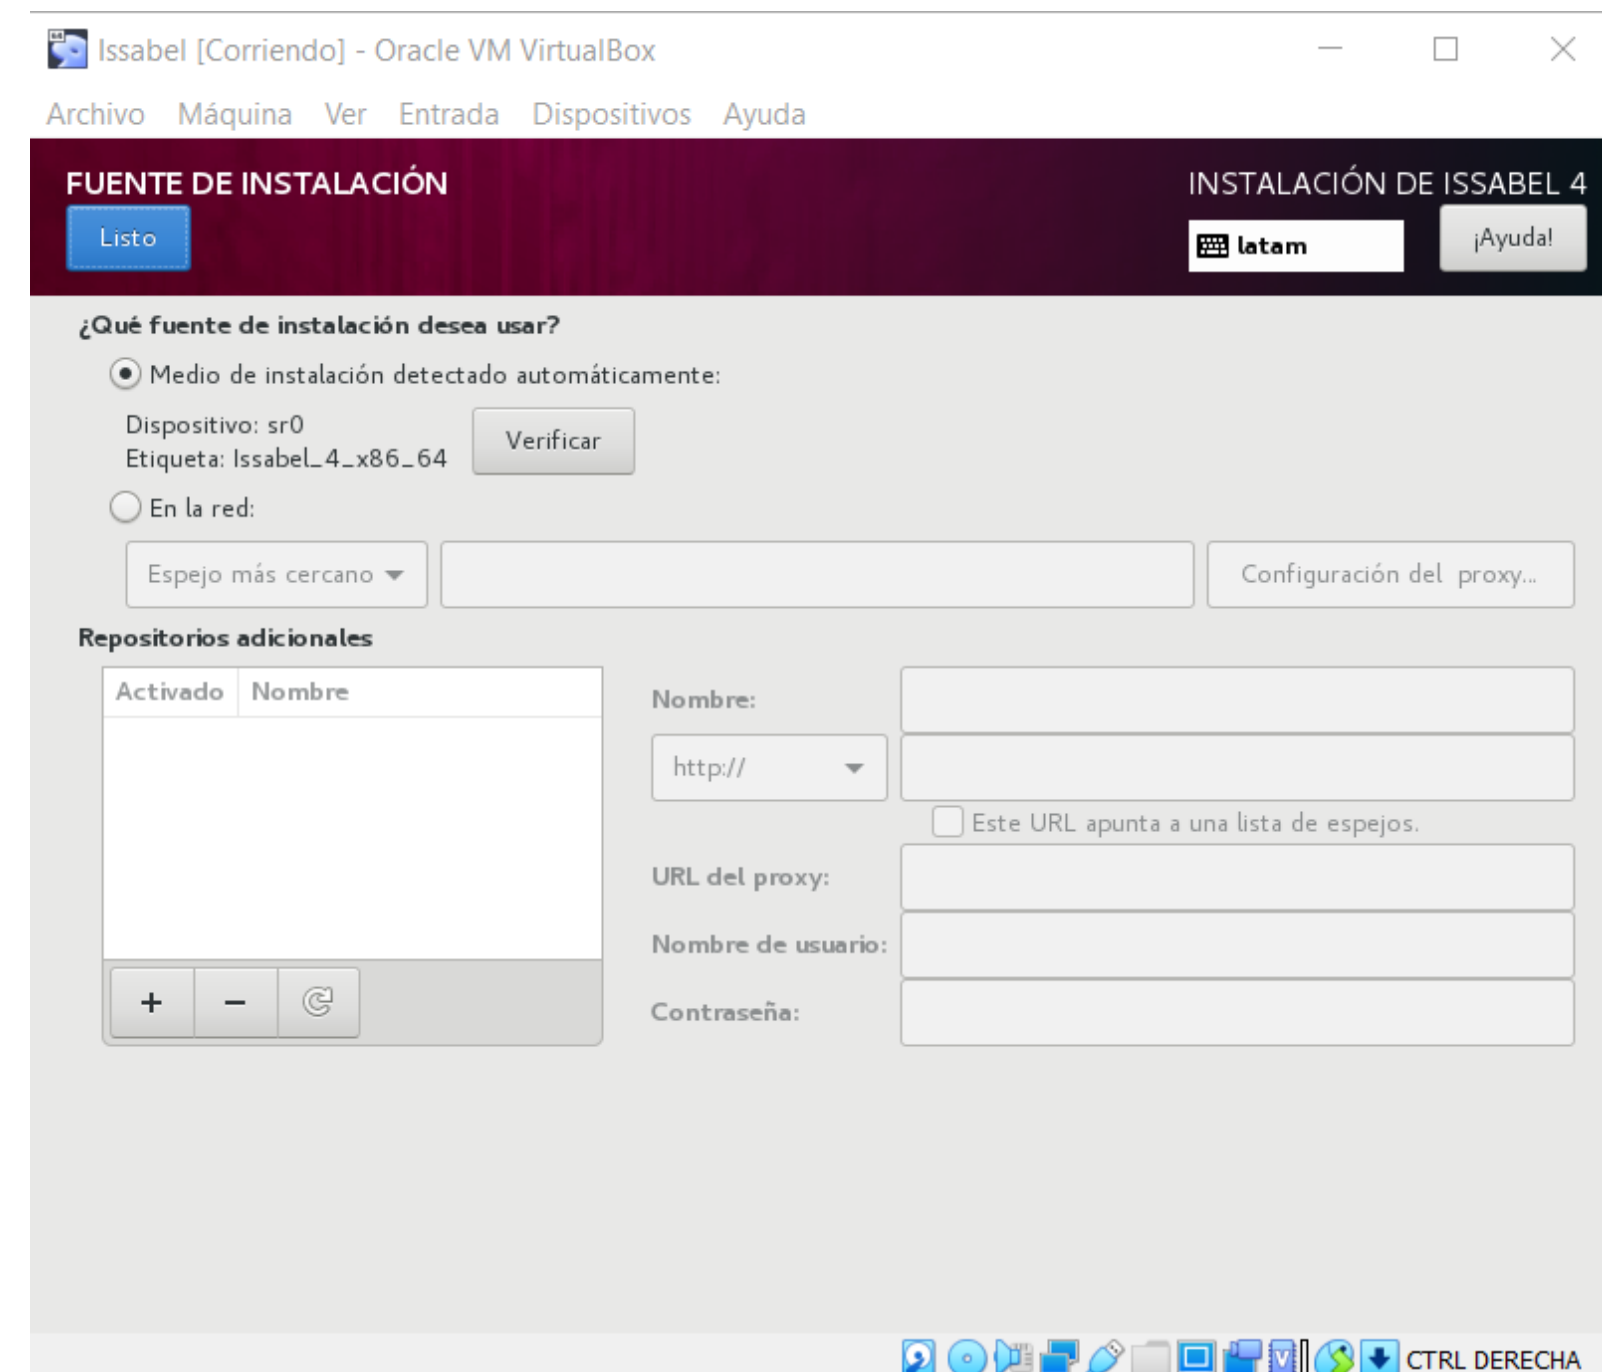 Issabel [Corriendo] - Oracle VM VirtualBox
Archivo Máquina Ver Entrada Dispositivos Ayuda
FUENTE DE INSTALACIÓN
INSTALACIÓN DE ISSABEL 4
Listo
latam
¡Ayuda!
¿Qué fuente de instalación desea usar?
Medio de instalación detectado automáticamente:
Dispositivo: sr0
Etiqueta: Issabel_4_x86_64
Verificar
En la red:
Espejo más cercano
Configuración del proxy...
Repositorios adicionales
Activado Nombre
Nombre:
http://
Este URL apunta a una lista de espejos.
URL del proxy:
Nombre de usuario:
Contraseña:
CTRL DERECHA